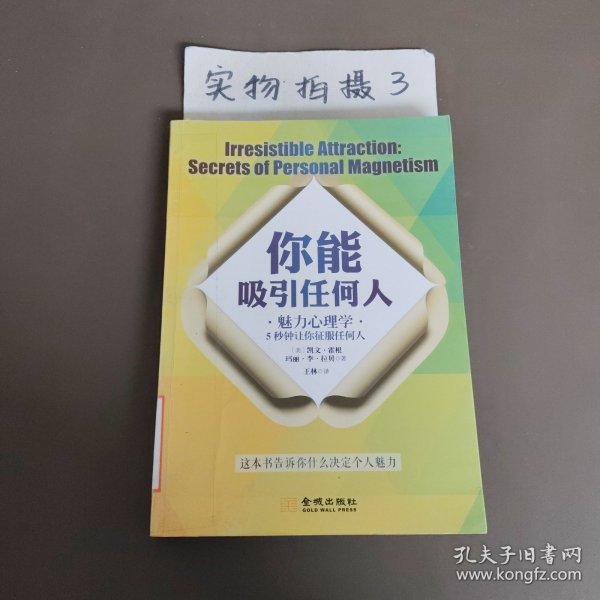 实物拍摄3
Irresistible Attraction:
Secrets of Personal Magnetism
你能
吸引任何人
·魅力心理学·
5秒钟让你征服任何人
［美］凯文·霍根
玛丽·李·拉贝◎著
王林◎译
这本书告诉你什么决定个人魅力
金城出版社
GOLD WALL PRESS
孔夫子旧书网
www.kongfz.com